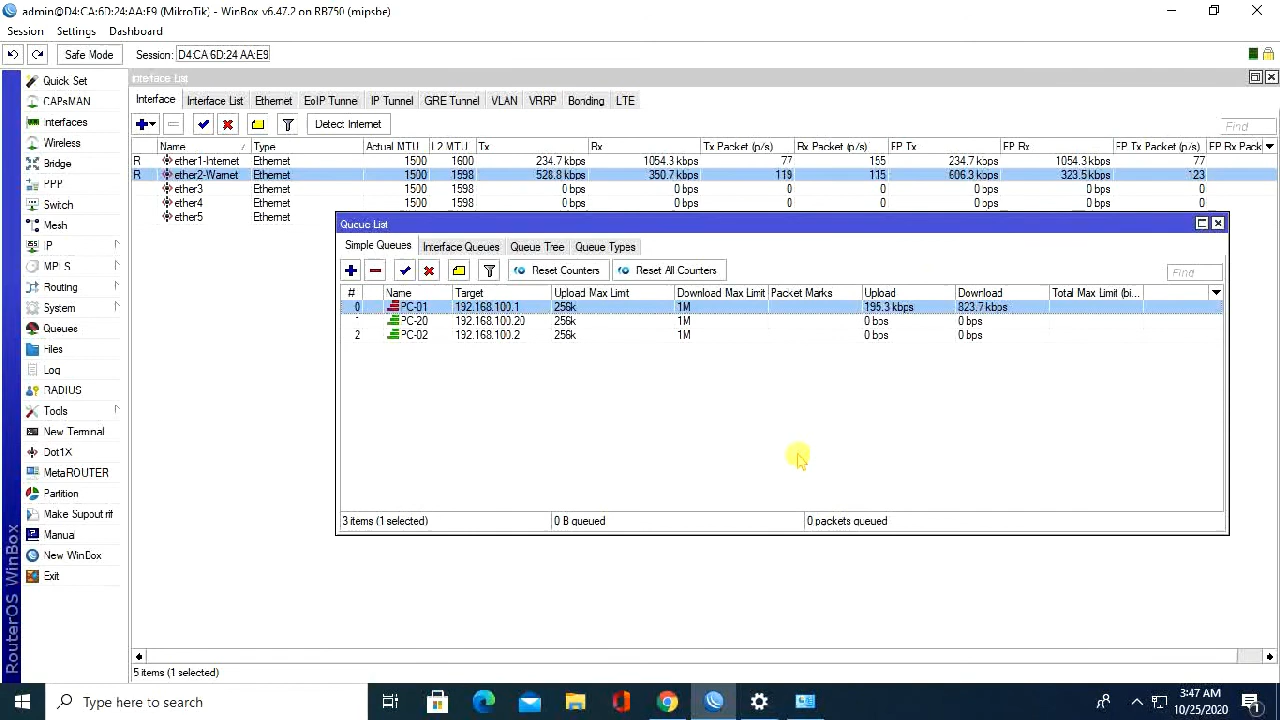 admin@D4:CA:6D:24:AA:E9 (MikroTik) - WinBox v6.47.2 on RB750 (mipsbe)
Session Settings Dashboard
Safe Mode Session: D4:CA:6D:24:AA:E9
Quick Set
CAPsMAN
Interfaces
Wireless
Bridge
PPP
Switch
Mesh
IP
MPLS
Routing
System
Queues
Files
Log
RADIUS
Tools
New Terminal
Dot1X
MetaROUTER
Partition
Make Supout.rif
Manual
New WinBox
Exit
RouterOS WinBox
Interface List
Interface Interface List Ethernet EoIP Tunnel IP Tunnel GRE Tunnel VLAN VRRP Bonding LTE
Detect Internet Find
Name Type Actual MTU L2 MTU Tx Rx Tx Packet (p/s) Rx Packet (p/s) FP Tx FP Rx FP Tx Packet (p/s) FP Rx Pack
R ether1-Internet Ethernet 1500 1600 234.7 kbps 1054.3 kbps 77 155 234.7 kbps 1054.3 kbps 77
R ether2-Warnet Ethernet 1500 1598 528.8 kbps 350.7 kbps 119 115 606.3 kbps 323.5 kbps 123
ether3 Ethernet 1500 1598 0 bps 0 bps 0 0 0 bps 0 bps 0
ether4 Ethernet 1500 1598 0 bps 0 bps 0 0 0 bps 0 bps 0
ether5 Ethernet
Queue List
Simple Queues Interface Queues Queue Tree Queue Types
Reset Counters Reset All Counters Find
# Name Target Upload Max Limit Download Max Limit Packet Marks Upload Download Total Max Limit (bi...
0 PC-01 192.168.100.1 256k 1M 195.3 kbps 823.7 kbps
1 PC-20 192.168.100.20 256k 1M 0 bps 0 bps
2 PC-02 192.168.100.2 256k 1M 0 bps 0 bps
3 items (1 selected) 0 B queued 0 packets queued
5 items (1 selected)
Type here to search
3:47 AM
10/25/2020
1